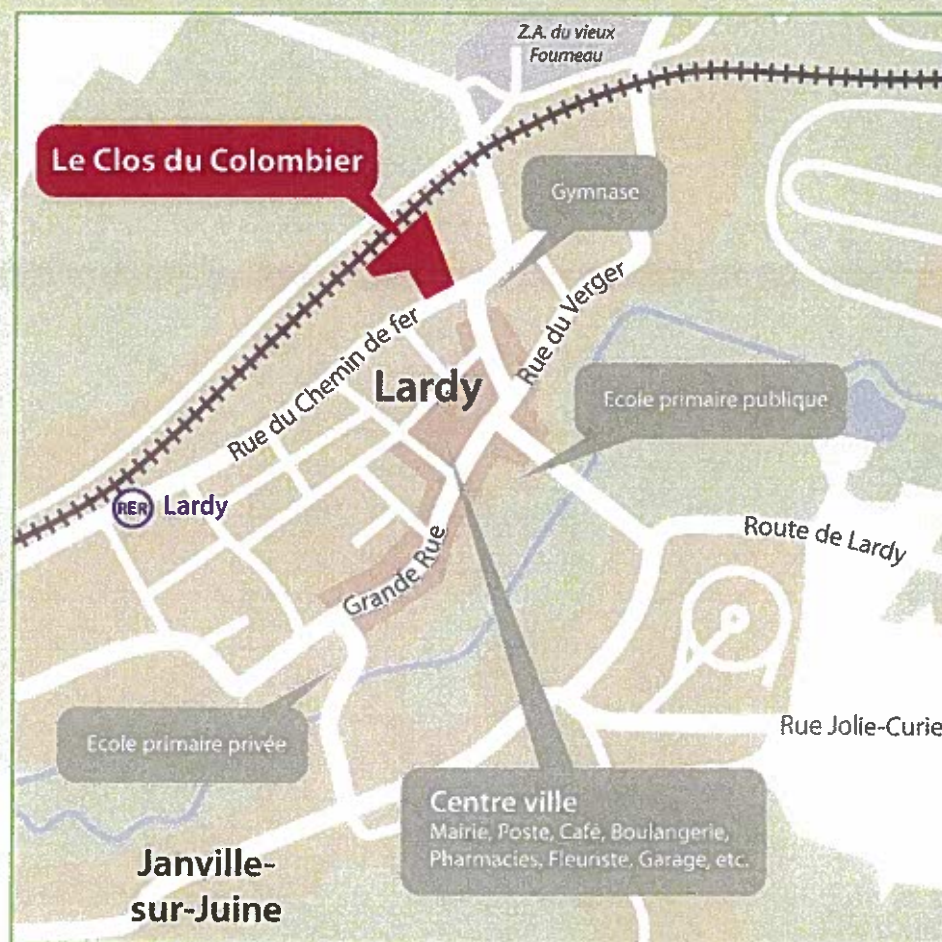 Z.A. du vieux
Fourneau
Le Clos du Colombier
Gymnase
Rue du Verger
Rue du Chemin de fer
Lardy
Ecole primaire publique
RER Lardy
Route de Lardy
Grande Rue
Rue Jolie-Curie
Ecole primaire privée
Centre ville
Mairie, Poste, Café, Boulangerie,
Pharmacies, Fleuriste, Garage, etc.
Janville-
sur-Juine